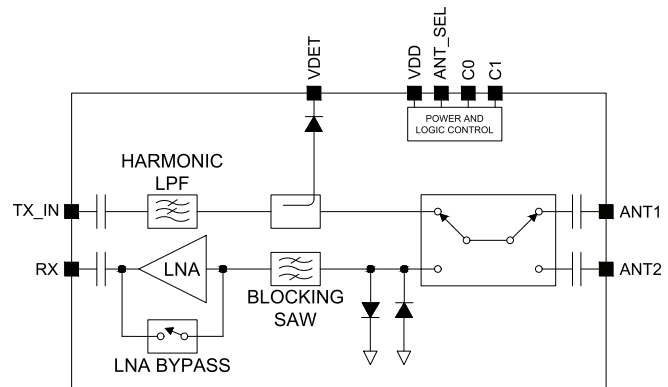 VDET
VDD
ANT_SEL
C0
C1
POWER AND
LOGIC CONTROL
HARMONIC
LPF
TX_IN
ANT1
RX
LNA
BLOCKING
SAW
ANT2
LNA BYPASS